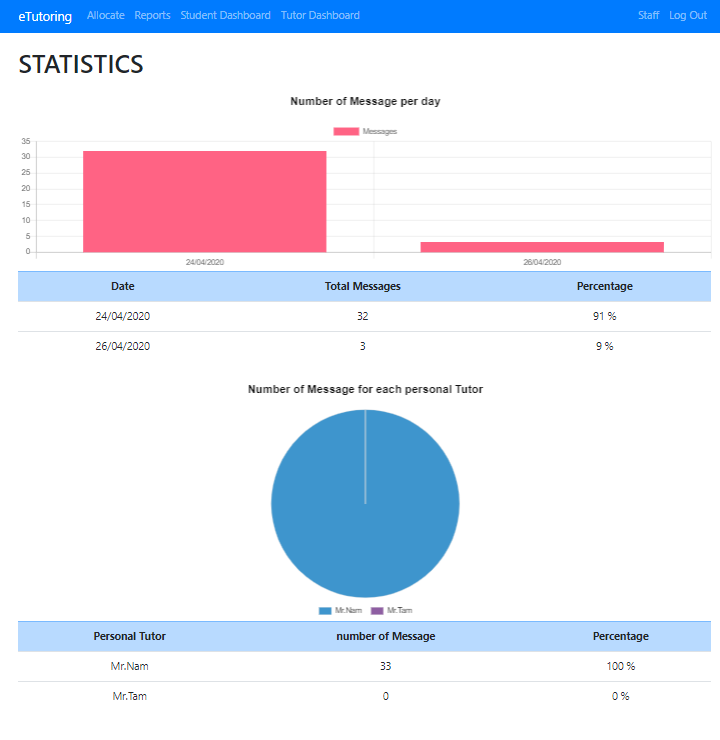 eTutoring Allocate Reports Student Dashboard Tutor Dashboard Staff Log Out
STATISTICS
Number of Message per day
Messages
35
30
25
20
15
10
5
0
24/04/2020 26/04/2020
Date Total Messages Percentage
24/04/2020 32 91 %
26/04/2020 3 9 %
Number of Message for each personal Tutor
Mr.Nam Mr.Tam
Personal Tutor number of Message Percentage
Mr.Nam 33 100 %
Mr.Tam 0 0 %